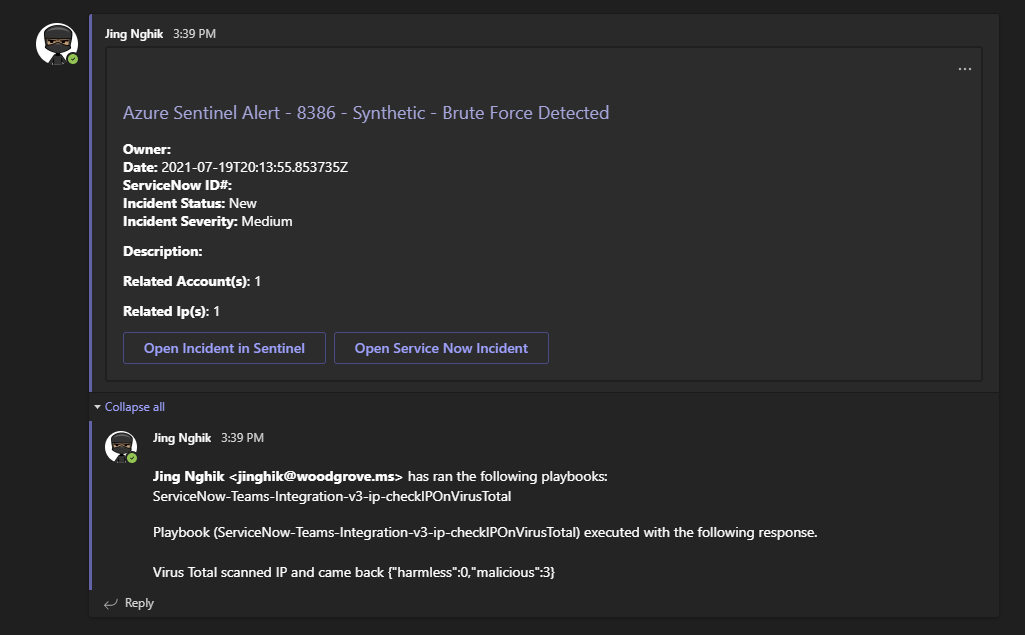 Jing Nghik 3:39 PM
...
Azure Sentinel Alert - 8386 - Synthetic - Brute Force Detected
Owner:
Date: 2021-07-19T20:13:55.853735Z
ServiceNow ID#:
Incident Status: New
Incident Severity: Medium
Description:
Related Account(s): 1
Related Ip(s): 1
Open Incident in Sentinel Open Service Now Incident
Collapse all
Jing Nghik 3:39 PM
Jing Nghik <jinghik@woodgrove.ms> has ran the following playbooks:
ServiceNow-Teams-Integration-v3-ip-checkIPOnVirusTotal
Playbook (ServiceNow-Teams-Integration-v3-ip-checkIPOnVirusTotal) executed with the following response.
Virus Total scanned IP and came back {"harmless":0,"malicious":3}
Reply